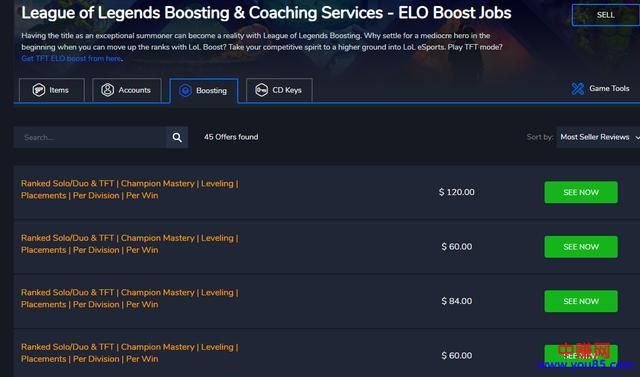 League of Legends Boosting & Coaching Services - ELO Boost Jobs
SELL
Having the title as an exceptional summoner can become a reality with League of Legends Boosting. Why settle for a mediocre hero in the
beginning when you can move up the ranks with LoL Boost? Take your competitive spirit to a higher ground into LoL eSports. Play TFT mode?
Get TFT ELO boost from here.
Items
Accounts
Boosting
CD Keys
Game Tools
Search...
45 Offers found
Sort by:
Most Seller Reviews
Ranked Solo/Duo & TFT | Champion Mastery | Leveling |
Placements | Per Division | Per Win
$ 120.00
SEE NOW
Ranked Solo/Duo & TFT | Champion Mastery | Leveling |
Placements | Per Division | Per Win
$ 60.00
SEE NOW
Ranked Solo/Duo & TFT | Champion Mastery | Leveling |
Placements | Per Division | Per Win
$ 84.00
SEE NOW
Ranked Solo/Duo & TFT | Champion Mastery | Leveling |
Placements | Per Division | Per Win
$ 60.00
SEE NOW
中赚网
www.you85.com